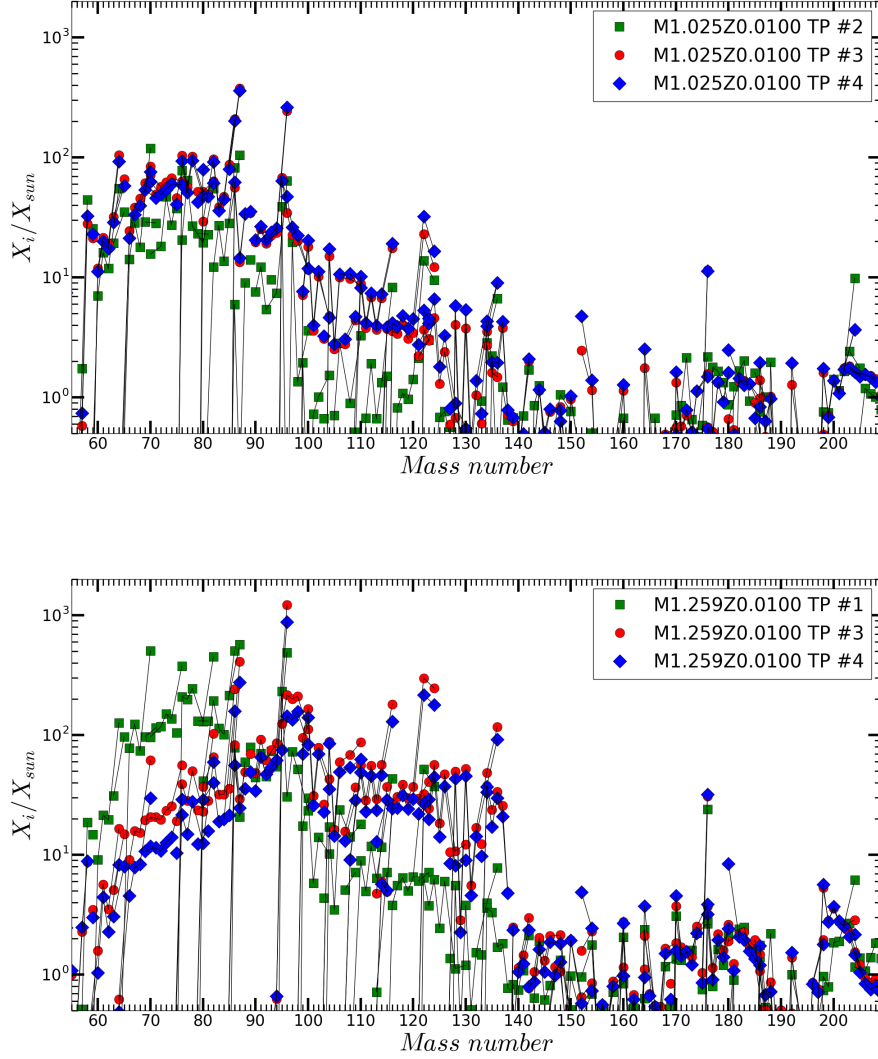 10³
10²
10¹
10⁰
X_i/X_sun
M1.025Z0.0100 TP #2
M1.025Z0.0100 TP #3
M1.025Z0.0100 TP #4
60 70 80 90 100 110 120 130 140 150 160 170 180 190 200
Mass number
10³
10²
10¹
10⁰
X_i/X_sun
M1.259Z0.0100 TP #1
M1.259Z0.0100 TP #3
M1.259Z0.0100 TP #4
60 70 80 90 100 110 120 130 140 150 160 170 180 190 200
Mass number